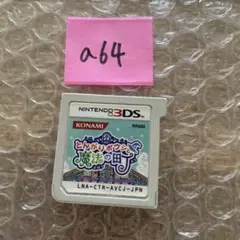 a64
NINTENDO 3DS
KONAMI
とんがりボウシと
魔法の町
LNA-CTR-AVCJ-JPN